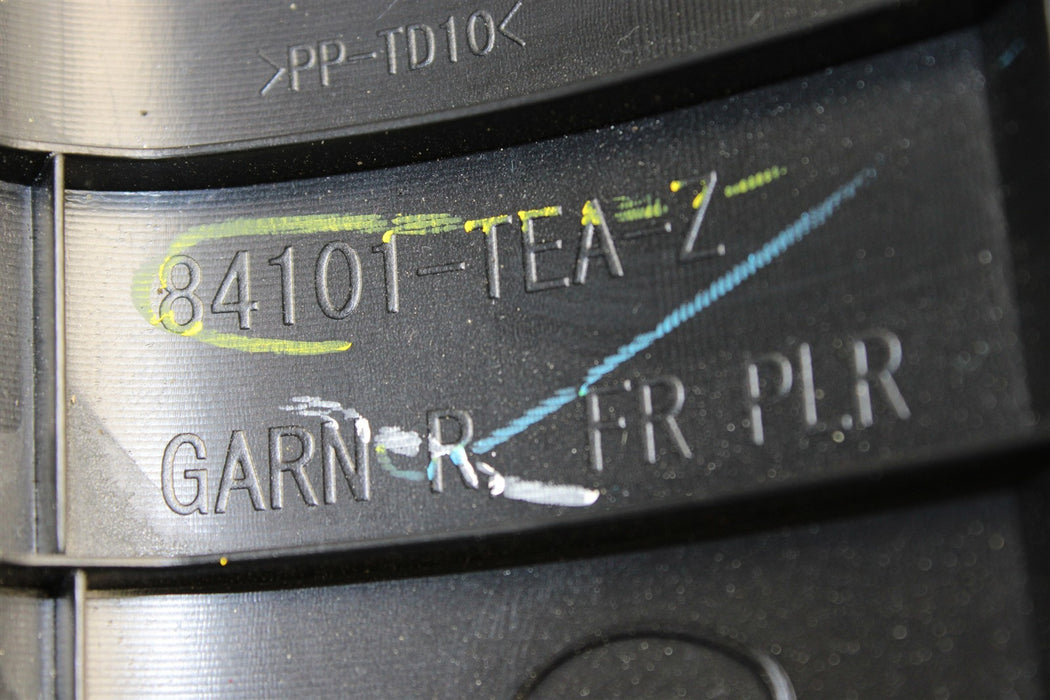 >PP-TD10<
84101-TEA-Z
GARN R. FR PLR